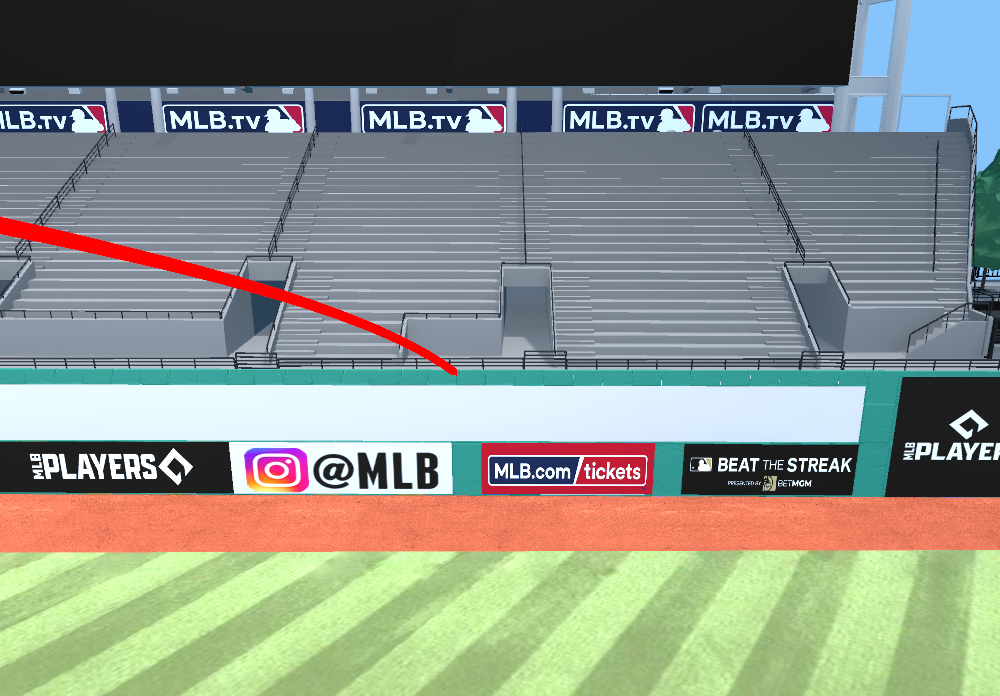 MLB.TV
MLB.TV
MLB.TV
MLB.TV
MLB.TV
MLB PLAYERS
@MLB
MLB.com/tickets
BEAT THE STREAK
PRESENTED BY BETMGM
MLB PLAYER